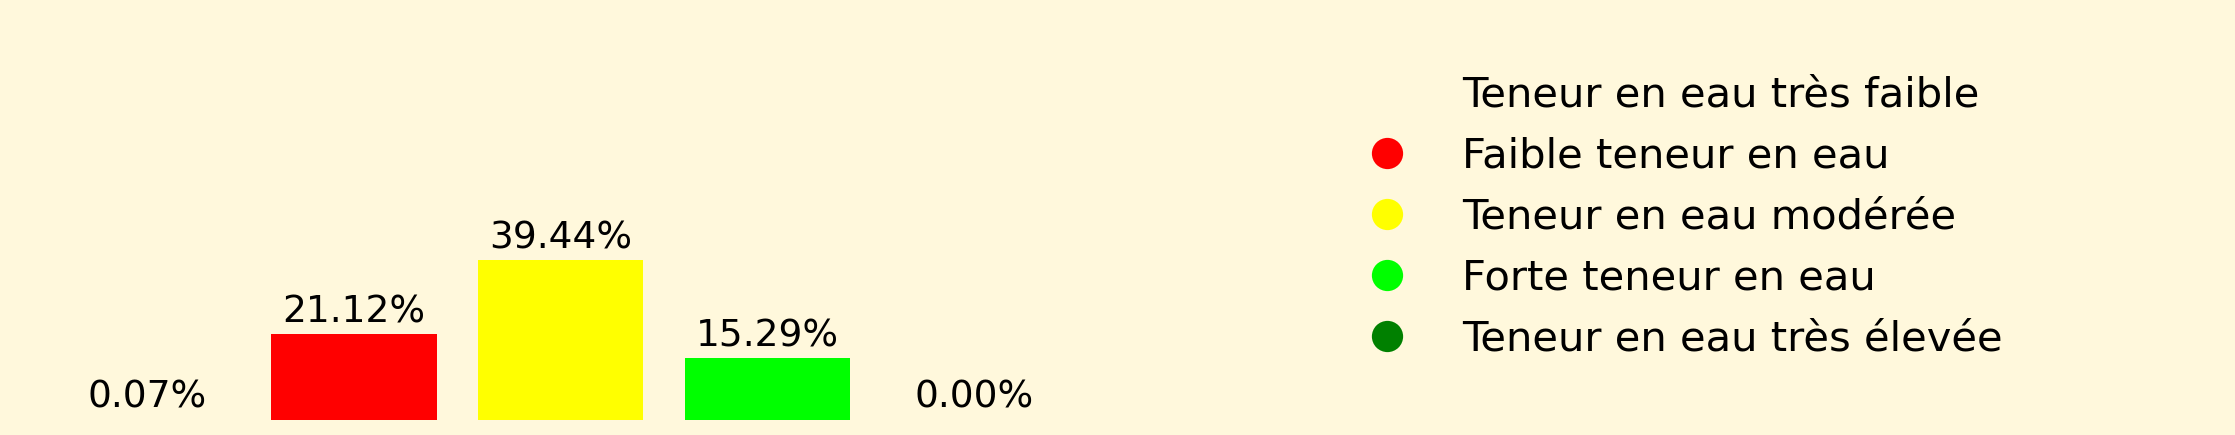 0.07%
21.12%
39.44%
15.29%
0.00%
Teneur en eau très faible
Faible teneur en eau
Teneur en eau modérée
Forte teneur en eau
Teneur en eau très élevée